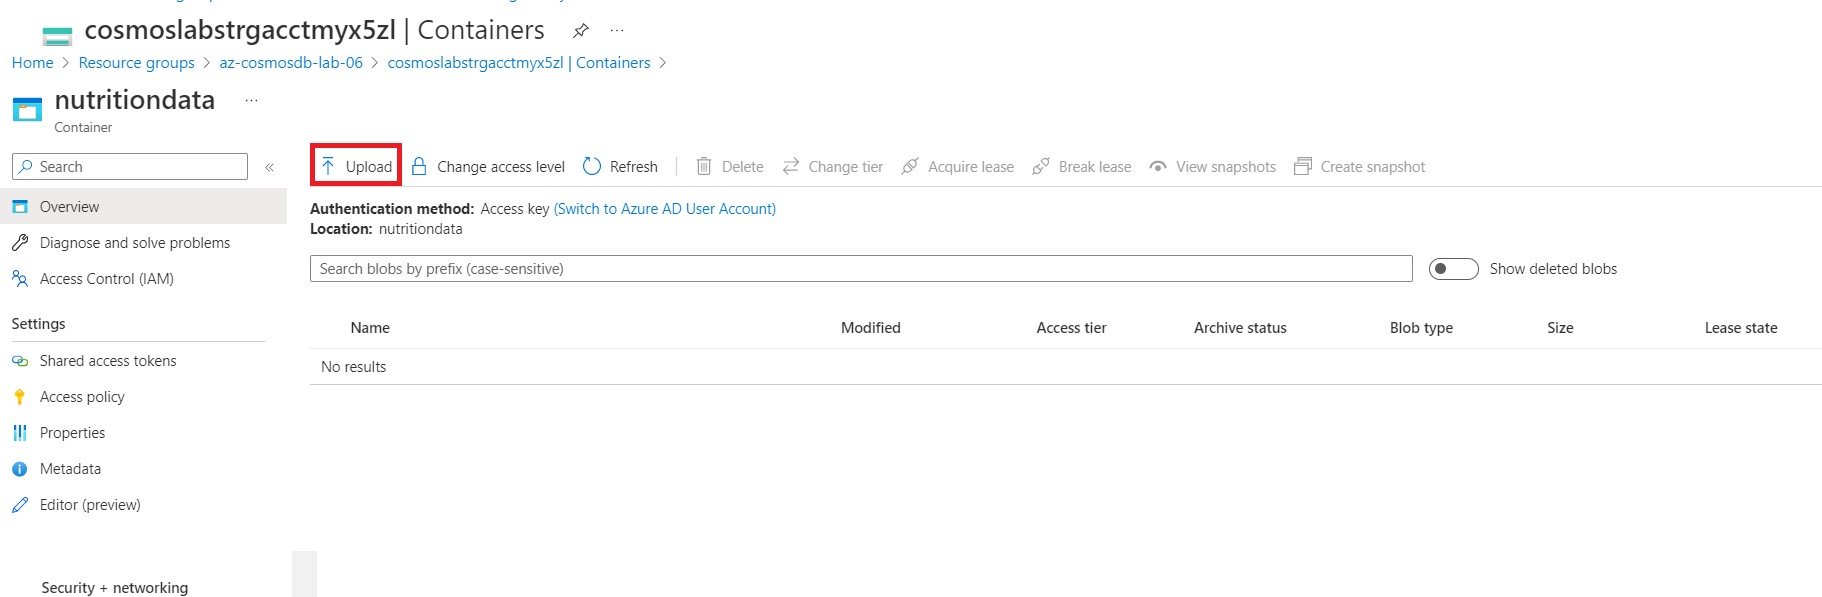 cosmoslabstrgacctmyx5zl | Containers ...
Home > Resource groups > az-cosmosdb-lab-06 > cosmoslabstrgacctmyx5zl | Containers >
nutritiondata ...
Container
Search «
Overview
Diagnose and solve problems
Access Control (IAM)
Settings
Shared access tokens
Access policy
Properties
Metadata
Editor (preview)
Security + networking
Upload Change access level Refresh Delete Change tier Acquire lease Break lease View snapshots Create snapshot
Authentication method: Access key (Switch to Azure AD User Account)
Location: nutritiondata
Search blobs by prefix (case-sensitive) Show deleted blobs
Name Modified Access tier Archive status Blob type Size Lease state
No results